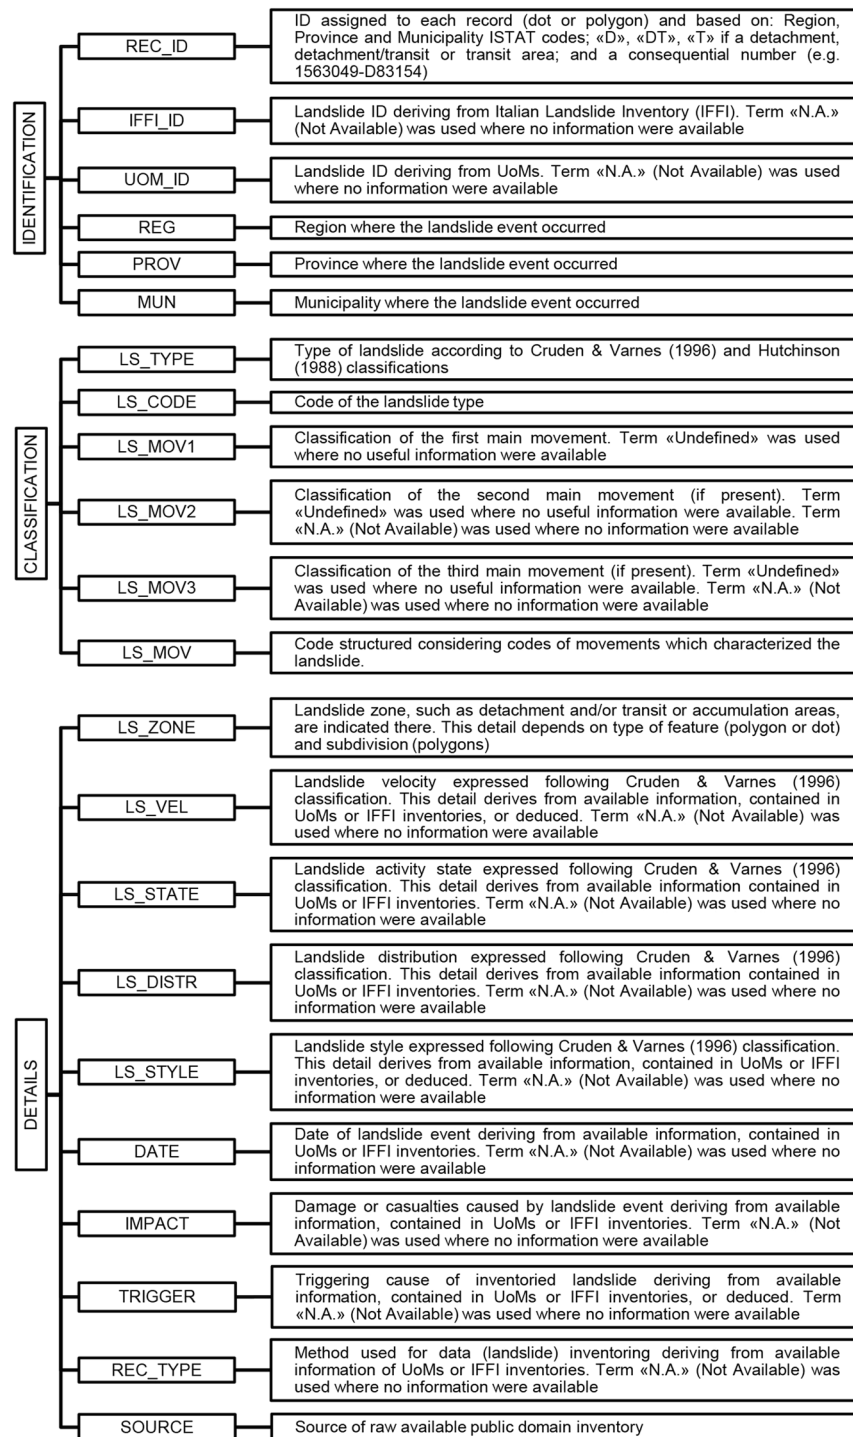 IDENTIFICATION
REC_ID
ID assigned to each record (dot or polygon) and based on: Region,
Province and Municipality ISTAT codes; «D», «DT», «T» if a detachment,
detachment/transit or transit area; and a consequential number (e.g.
1563049-D83154)
IFFI_ID
Landslide ID deriving from Italian Landslide Inventory (IFFI). Term «N.A.»
(Not Available) was used where no information were available
UOM_ID
Landslide ID deriving from UoMs. Term «N.A.» (Not Available) was used
where no information were available
REG
Region where the landslide event occurred
PROV
Province where the landslide event occurred
MUN
Municipality where the landslide event occurred
CLASSIFICATION
LS_TYPE
Type of landslide according to Cruden & Varnes (1996) and Hutchinson
(1988) classifications
LS_CODE
Code of the landslide type
LS_MOV1
Classification of the first main movement. Term «Undefined» was used
where no useful information were available
LS_MOV2
Classification of the second main movement (if present). Term
«Undefined» was used where no useful information were available. Term
«N.A.» (Not Available) was used where no information were available
LS_MOV3
Classification of the third main movement (if present). Term «Undefined»
was used where no useful information were available. Term «N.A.» (Not
Available) was used where no information were available
LS_MOV
Code structured considering codes of movements which characterized the
landslide.
DETAILS
LS_ZONE
Landslide zone, such as detachment and/or transit or accumulation areas,
are indicated there. This detail depends on type of feature (polygon or dot)
and subdivision (polygons)
LS_VEL
Landslide velocity expressed following Cruden & Varnes (1996)
classification. This detail derives from available information, contained in
UoMs or IFFI inventories, or deduced. Term «N.A.» (Not Available) was
used where no information were available
LS_STATE
Landslide activity state expressed following Cruden & Varnes (1996)
classification. This detail derives from available information contained in
UoMs or IFFI inventories. Term «N.A.» (Not Available) was used where no
information were available
LS_DISTR
Landslide distribution expressed following Cruden & Varnes (1996)
classification. This detail derives from available information contained in
UoMs or IFFI inventories. Term «N.A.» (Not Available) was used where no
information were available
LS_STYLE
Landslide style expressed following Cruden & Varnes (1996) classification.
This detail derives from available information, contained in UoMs or IFFI
inventories, or deduced. Term «N.A.» (Not Available) was used where no
information were available
DATE
Date of landslide event deriving from available information, contained in
UoMs or IFFI inventories. Term «N.A.» (Not Available) was used where no
information were available
IMPACT
Damage or casualties caused by landslide event deriving from available
information, contained in UoMs or IFFI inventories. Term «N.A.» (Not
Available) was used where no information were available
TRIGGER
Triggering cause of inventoried landslide deriving from available
information, contained in UoMs or IFFI inventories, or deduced. Term
«N.A.» (Not Available) was used where no information were available
REC_TYPE
Method used for data (landslide) inventoring deriving from available
information of UoMs or IFFI inventories. Term «N.A.» (Not Available) was
used where no information were available
SOURCE
Source of raw available public domain inventory